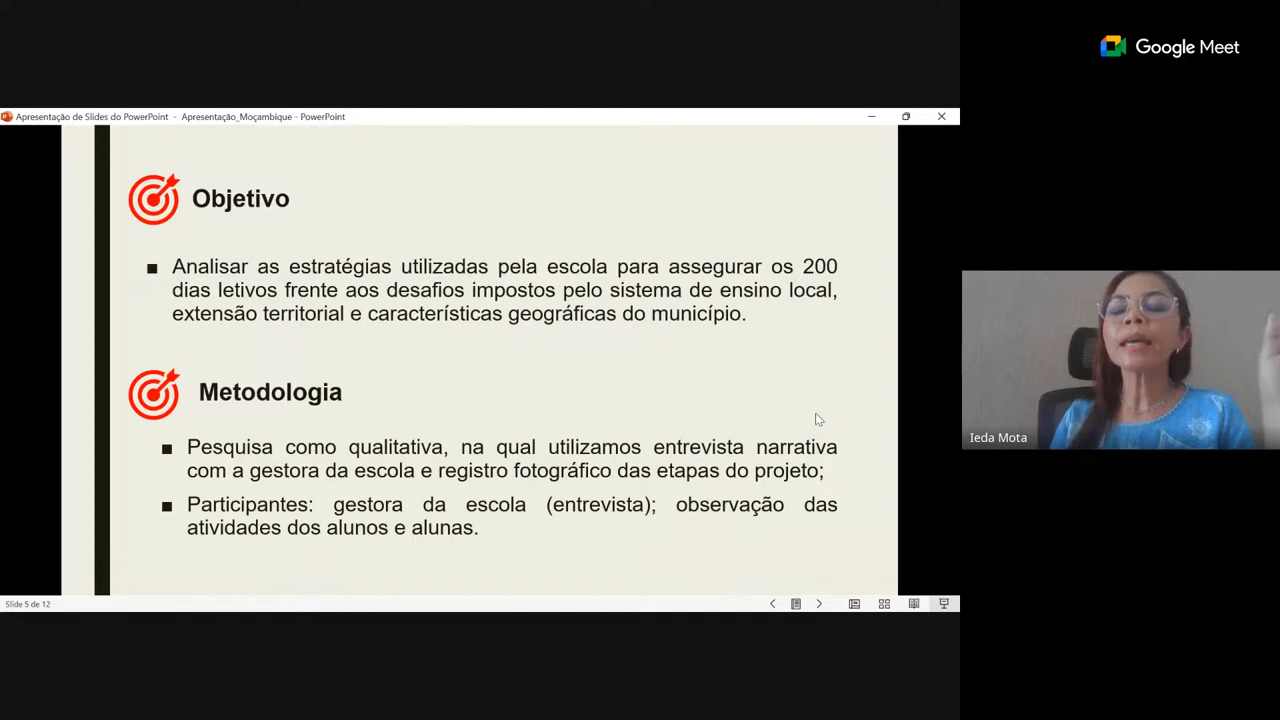 Google Meet
Apresentação de Slides do PowerPoint - Apresentação_Moçambique - PowerPoint
Objetivo
■ Analisar as estratégias utilizadas pela escola para assegurar os 200
dias letivos frente aos desafios impostos pelo sistema de ensino local,
extensão territorial e características geográficas do município.
Metodologia
■ Pesquisa como qualitativa, na qual utilizamos entrevista narrativa
com a gestora da escola e registro fotográfico das etapas do projeto;
■ Participantes: gestora da escola (entrevista); observação das
atividades dos alunos e alunas.
Slide 5 de 12
Ieda Mota